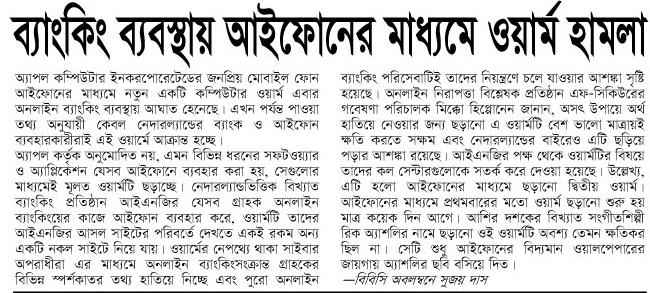 ব্যাংকিং ব্যবস্থায় আইফোনের মাধ্যমে ওয়ার্ম হামলা
অ্যাপল কম্পিউটার ইনকরপোরেটেডের জনপ্রিয় মোবাইল ফোন
আইফোনের মাধ্যমে নতুন একটি কম্পিউটার ওয়ার্ম এবার
অনলাইন ব্যাংকিং ব্যবস্থায় আঘাত হেনেছে। এখন পর্যন্ত পাওয়া
তথ্য অনুযায়ী কেবল নেদারল্যান্ডের ব্যাংক ও আইফোন
ব্যবহারকারীরাই এই ওয়ার্মে আক্রান্ত হচ্ছে।
অ্যাপল কর্তৃক অনুমোদিত নয়, এমন বিভিন্ন ধরনের সফটওয়্যার
ও অ্যাপ্লিকেশন যেসব আইফোনে ব্যবহার করা হয়, সেগুলোর
মাধ্যমেই মূলত ওয়ার্মটি ছড়াচ্ছে। নেদারল্যান্ডভিত্তিক বিখ্যাত
ব্যাংকিং প্রতিষ্ঠান আইএনজির যেসব গ্রাহক অনলাইন
ব্যাংকিংয়ের কাজে আইফোন ব্যবহার করে, ওয়ার্মটি তাদের
আইএনজির আসল সাইটের পরিবর্তে দেখতে একই রকম অন্য
একটি নকল সাইটে নিয়ে যায়। ওয়ার্মের নেপথ্যে থাকা সাইবার
অপরাধীরা এর মাধ্যমে অনলাইন ব্যাংকিংসংক্রান্ত গ্রাহকের
বিভিন্ন স্পর্শকাতর তথ্য হাতিয়ে নিচ্ছে এবং পুরো অনলাইন
ব্যাংকিং পরিসেবাটিই তাদের নিয়ন্ত্রণে চলে যাওয়ার আশঙ্কা সৃষ্টি
হয়েছে। অনলাইন নিরাপত্তা বিশ্লেষক প্রতিষ্ঠান এফ-সিকিউরের
গবেষণা পরিচালক মিক্কো হিপ্পোনেন জানান, অসৎ উপায়ে অর্থ
হাতিয়ে নেওয়ার জন্য ছড়ানো এ ওয়ার্মটি বেশ ভালো মাত্রায়ই
ক্ষতি করতে সক্ষম এবং নেদারল্যান্ডের বাইরেও এটি ছড়িয়ে
পড়ার আশঙ্কা রয়েছে। আইএনজির পক্ষ থেকে ওয়ার্মটির বিষয়ে
তাদের কল সেন্টারগুলোকে সতর্ক করে দেওয়া হয়েছে। উল্লেখ্য,
এটি হলো আইফোনের মাধ্যমে ছড়ানো দ্বিতীয় ওয়ার্ম।
আইফোনের মাধ্যমে প্রথমবারের মতো ওয়ার্ম ছড়ানো শুরু হয়
মাত্র কয়েক দিন আগে। আশির দশকের বিখ্যাত সংগীতশিল্পী
রিক অ্যাশলির নামে ছড়ানো ওই ওয়ার্মটি অবশ্য তেমন ক্ষতিকর
ছিল না। সেটি শুধু আইফোনের বিদ্যমান ওয়ালপেপারের
জায়গায় অ্যাশলির ছবি বসিয়ে দিত।
—বিবিসি অবলম্বনে সুজয় দাস